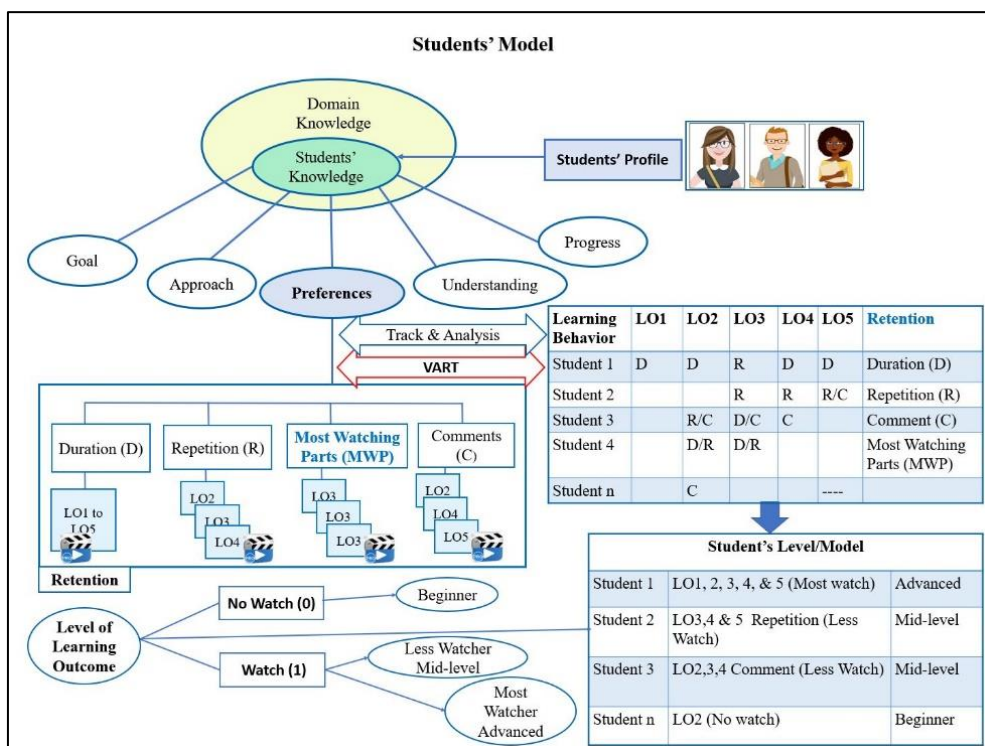 Students' Model
Domain
Knowledge
Students'
Knowledge
Students' Profile
Goal
Approach
Preferences
Understanding
Progress
Track & Analysis
VART
Learning Behavior LO1 LO2 LO3 LO4 LO5 Retention
Student 1 D D R D D Duration (D)
Student 2 R R R/C Repetition (R)
Student 3 R/C D/C C Comment (C)
Student 4 D/R D/R Most Watching Parts (MWP)
Student n C ----
Duration (D)
Repetition (R)
Most Watching
Parts (MWP)
Comments
(C)
LO1 to
LO5
LO2
LO3
LO4
LO3
LO3
LO3
LO2
LO4
LO5
Retention
Level of
Learning
Outcome
No Watch (0)
Beginner
Watch (1)
Less Watcher
Mid-level
Most
Watcher
Advanced
Student's Level/Model
Student 1 LO1, 2, 3, 4, & 5 (Most watch) Advanced
Student 2 LO3,4 & 5 Repetition (Less Watch) Mid-level
Student 3 LO2,3,4 Comment (Less Watch) Mid-level
Student n LO2 (No watch) Beginner